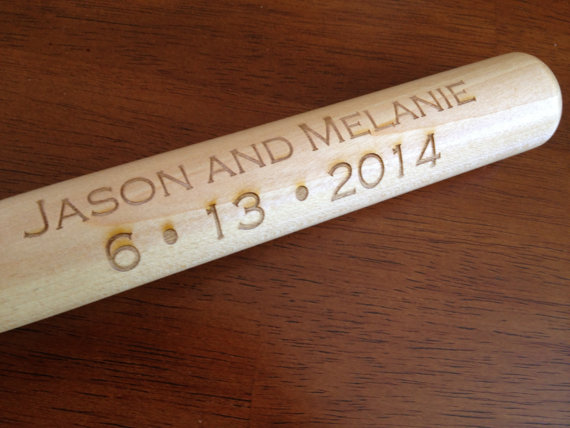 Jason and Melanie
6 • 13 • 2014